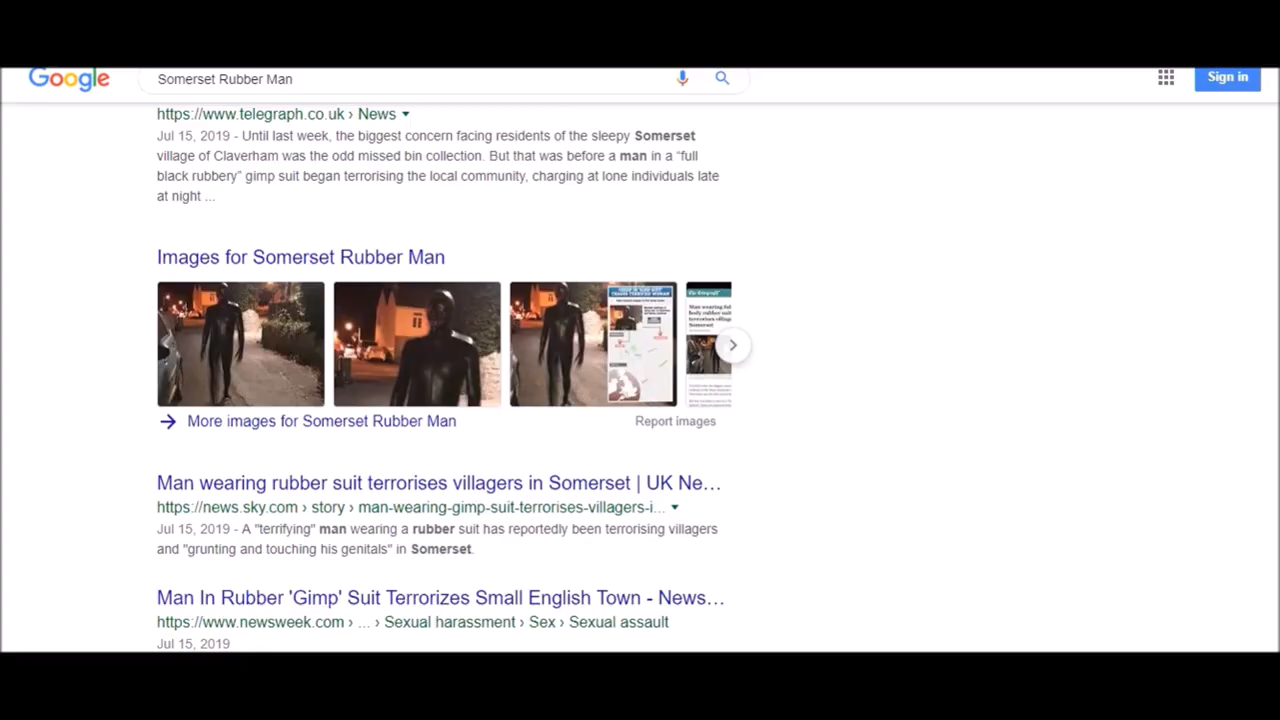 Google
Somerset Rubber Man
Sign in
https://www.telegraph.co.uk › News
Jul 15, 2019 - Until last week, the biggest concern facing residents of the sleepy Somerset
village of Claverham was the odd missed bin collection. But that was before a man in a “full
black rubbery” gimp suit began terrorising the local community, charging at lone individuals late
at night ...
Images for Somerset Rubber Man
More images for Somerset Rubber Man
Report images
Man wearing rubber suit terrorises villagers in Somerset | UK Ne…
https://news.sky.com › story › man-wearing-gimp-suit-terrorises-villagers-i...
Jul 15, 2019 - A "terrifying" man wearing a rubber suit has reportedly been terrorising villagers
and "grunting and touching his genitals" in Somerset.
Man In Rubber 'Gimp' Suit Terrorizes Small English Town - News…
https://www.newsweek.com › ... › Sexual harassment › Sex › Sexual assault
Jul 15, 2019